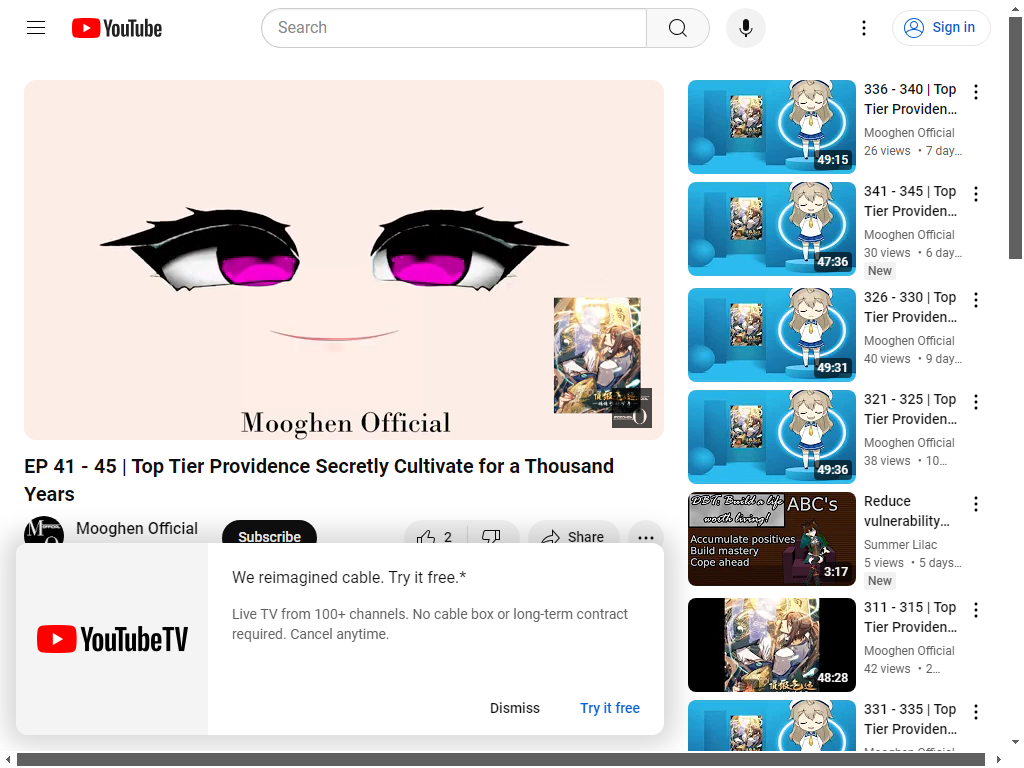 YouTube
Search
Sign in
Mooghen Official
EP 41 - 45 | Top Tier Providence Secretly Cultivate for a Thousand
Years
Mooghen Official
Subscribe
2
Share
YouTubeTV
We reimagined cable. Try it free.*
Live TV from 100+ channels. No cable box or long-term contract
required. Cancel anytime.
Dismiss
Try it free
49:15
336 - 340 | Top
Tier Providen...
Mooghen Official
26 views • 7 day...
47:36
341 - 345 | Top
Tier Providen...
Mooghen Official
30 views • 6 day...
New
49:31
326 - 330 | Top
Tier Providen...
Mooghen Official
40 views • 9 day...
49:36
321 - 325 | Top
Tier Providen...
Mooghen Official
38 views • 10...
DBT: Build a life
worth living!
ABC's
Accumulate positives
Build mastery
Cope ahead
3:17
Reduce
vulnerability...
Summer Lilac
5 views • 5 days...
New
48:28
311 - 315 | Top
Tier Providen...
Mooghen Official
42 views • 2...
331 - 335 | Top
Tier Providen...
Mooghen Official